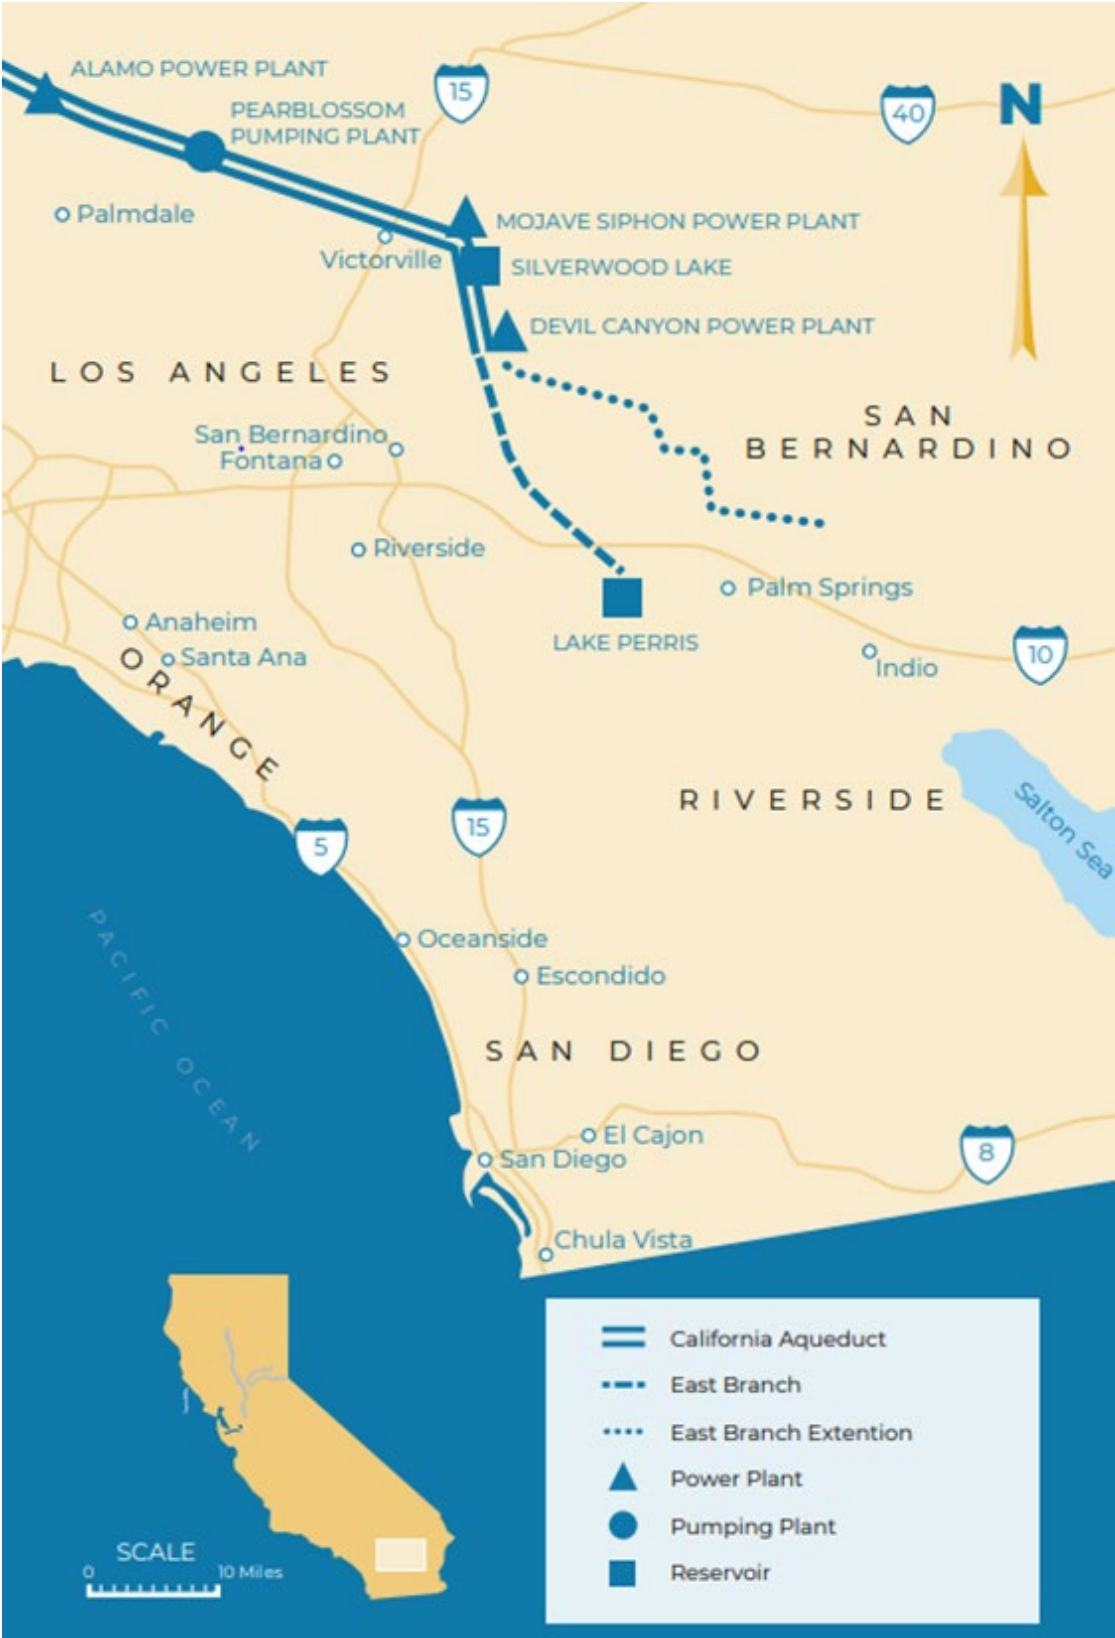 ALAMO POWER PLANT
15
PEARBLOSSOM
PUMPING PLANT
40
N
Palmdale
MOJAVE SIPHON POWER PLANT
Victorville
SILVERWOOD LAKE
DEVIL CANYON POWER PLANT
LOS ANGELES
SAN
BERNARDINO
San Bernardino
Fontana
Riverside
Palm Springs
Anaheim
LAKE PERRIS
Santa Ana
Indio
10
ORANGE
RIVERSIDE
Salton Sea
15
5
PACIFIC OCEAN
Oceanside
Escondido
SAN DIEGO
El Cajon
San Diego
8
Chula Vista
California Aqueduct
East Branch
East Branch Extention
Power Plant
Pumping Plant
Reservoir
SCALE
0 10 Miles